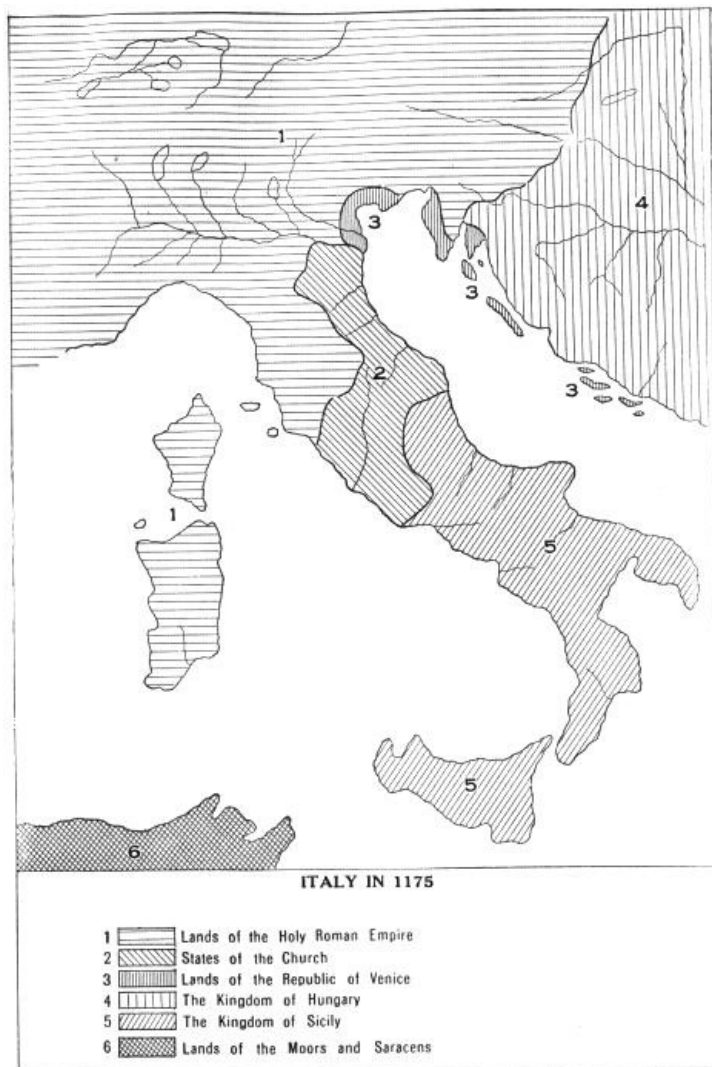 1
3
4
3
2
3
1
5
5
6
ITALY IN 1175
1 Lands of the Holy Roman Empire
2 States of the Church
3 Lands of the Republic of Venice
4 The Kingdom of Hungary
5 The Kingdom of Sicily
6 Lands of the Moors and Saracens